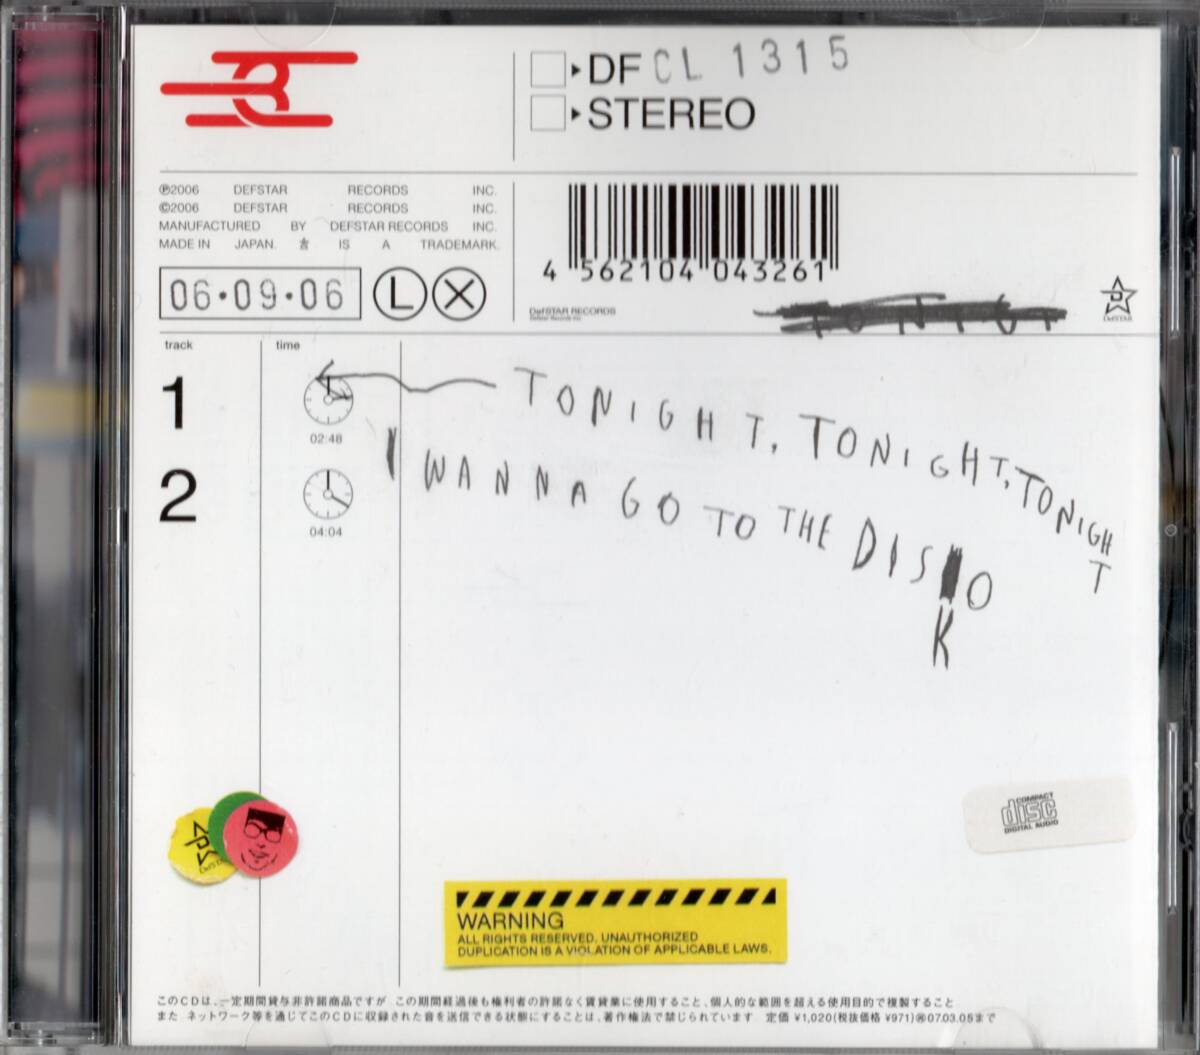 DFCL 1315
STEREO
℗2006 DEFSTAR RECORDS INC.
©2006 DEFSTAR RECORDS INC.
MANUFACTURED BY DEFSTAR RECORDS INC.
MADE IN JAPAN. IS A TRADEMARK.
06・09・06 L X
4 562104 043261
DefSTAR RECORDS
Defstar Records Inc.
DefSTAR
track time
1 02:48 TONIGHT, TONIGHT, TONIGHT
2 04:04 I WANNA GO TO THE DISKO
DefSTAR
COMPACT
disc
DIGITAL AUDIO
WARNING
ALL RIGHTS RESERVED. UNAUTHORIZED
DUPLICATION IS A VIOLATION OF APPLICABLE LAWS.
このCDは、一定期間貸与非許諾商品ですが この期間経過後も権利者の許諾なく賃貸業に使用すること、個人的な範囲を超える使用目的で複製すること
また ネットワーク等を通じてこのCDに収録された音を送信できる状態にすることは、著作権法で禁じられています 定価 ¥1,020(税抜価格 ¥971)㊢07.03.05まで